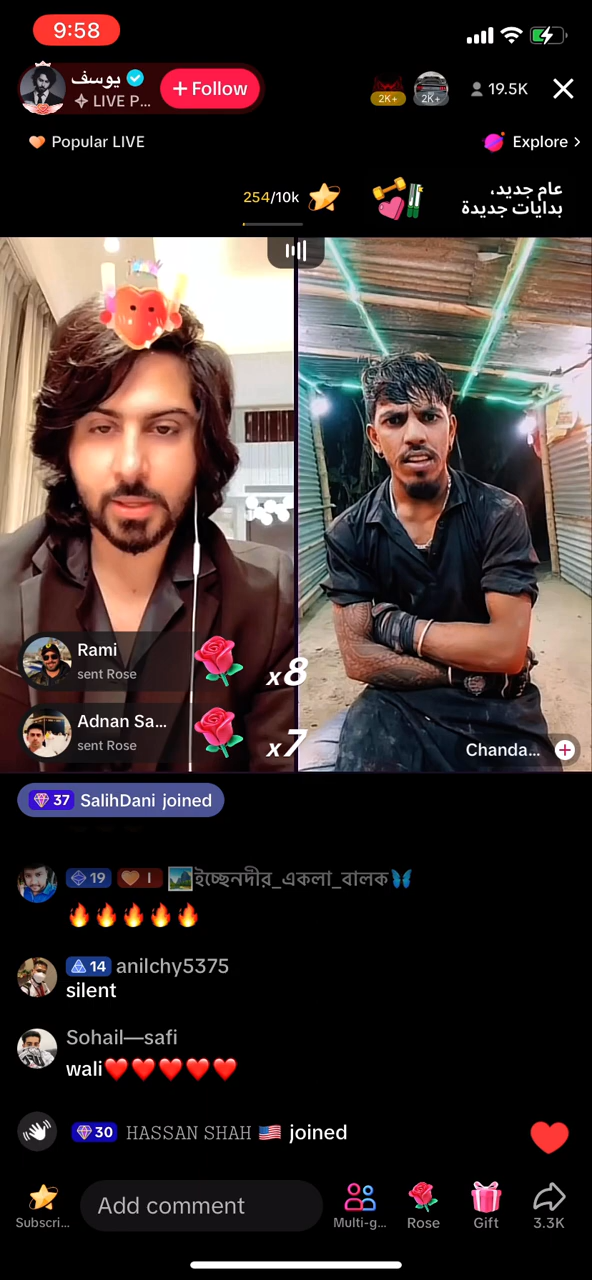 9:58
يوسف
LIVE P...
+ Follow
2K+
2K+
19.5K
Popular LIVE
Explore >
254/10k
عام جديد،
بدايات جديدة
Rami
sent Rose
x8
Adnan Sa...
sent Rose
x7
Chanda...
37 SalihDani joined
19 I ইচ্ছেনদীর_একলা_বালক🦋
🔥🔥🔥🔥🔥
14 anilchy5375
silent
Sohail—safi
wali❤️❤️❤️❤️❤️
30 HASSAN SHAH 🇺🇸 joined
Subscri...
Add comment
Multi-g...
Rose
Gift
3.3K